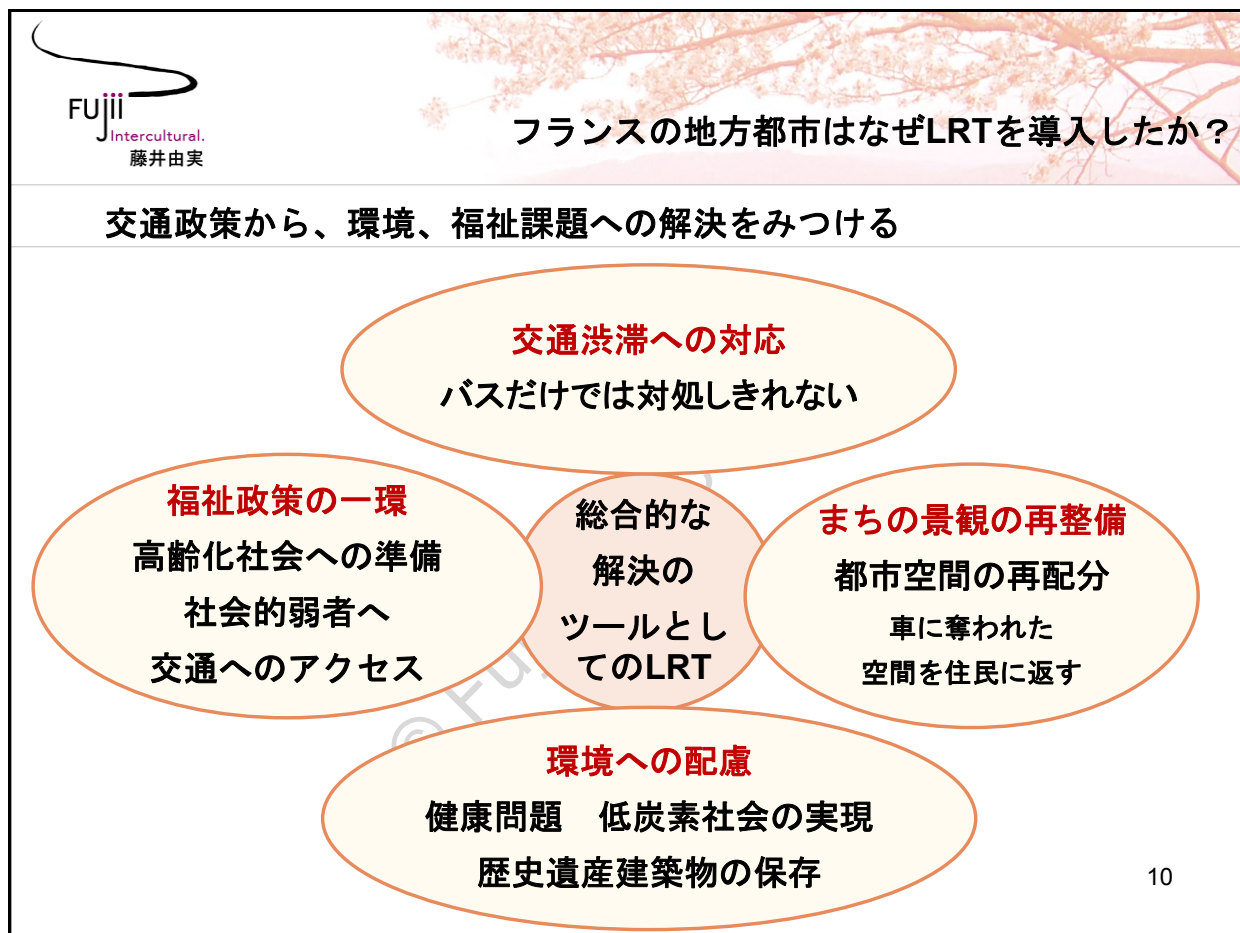 FUjii
Intercultural.
藤井由実
フランスの地方都市はなぜLRTを導入したか？
交通政策から、環境、福祉課題への解決をみつける
交通渋滞への対応
バスだけでは対処しきれない
福祉政策の一環
高齢化社会への準備
社会的弱者へ
交通へのアクセス
総合的な
解決の
ツールとし
てのLRT
まちの景観の再整備
都市空間の再配分
車に奪われた
空間を住民に返す
環境への配慮
健康問題　低炭素社会の実現
歴史遺産建築物の保存
10